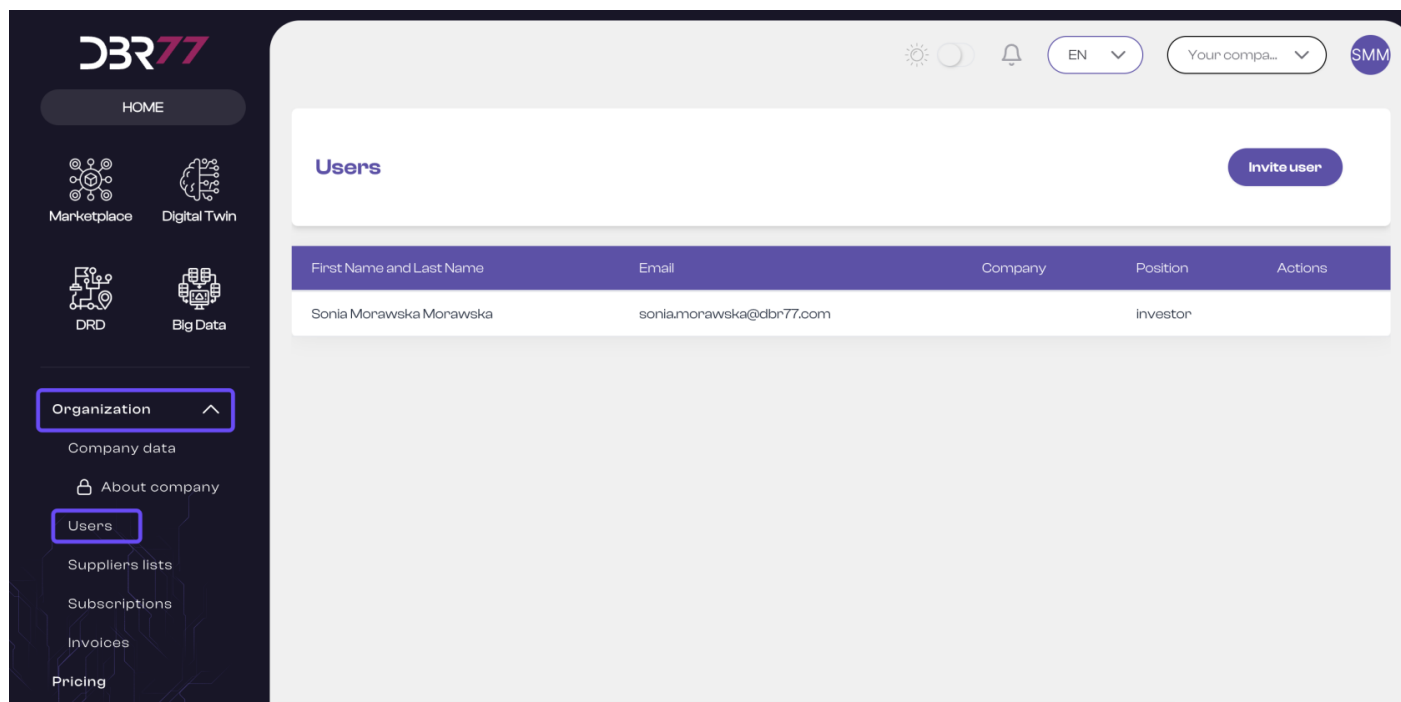 DBR77
EN
Your compa...
SMM
HOME
Marketplace
Digital Twin
DRD
Big Data
Organization
Company data
About company
Users
Suppliers lists
Subscriptions
Invoices
Pricing
Users
Invite user
First Name and Last Name Email Company Position Actions
Sonia Morawska Morawska sonia.morawska@dbr77.com investor